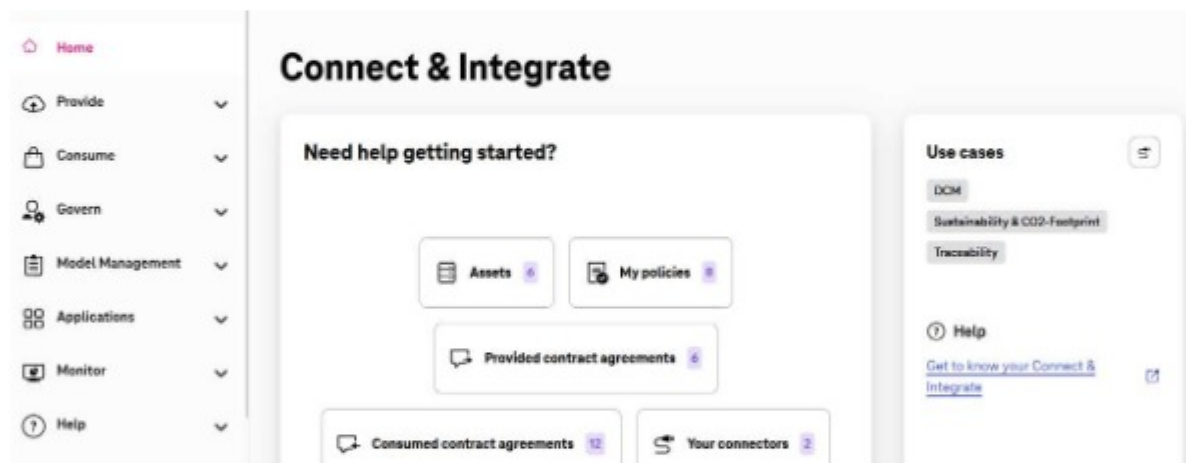 Home
Provide
Consume
Govern
Model Management
Applications
Monitor
Help
Connect & Integrate
Need help getting started?
Assets 6
My policies 8
Provided contract agreements 6
Consumed contract agreements 12
Your connectors 2
Use cases
DCM
Sustainability & CO2-Footprint
Traceability
Help
Get to know your Connect &
Integrate